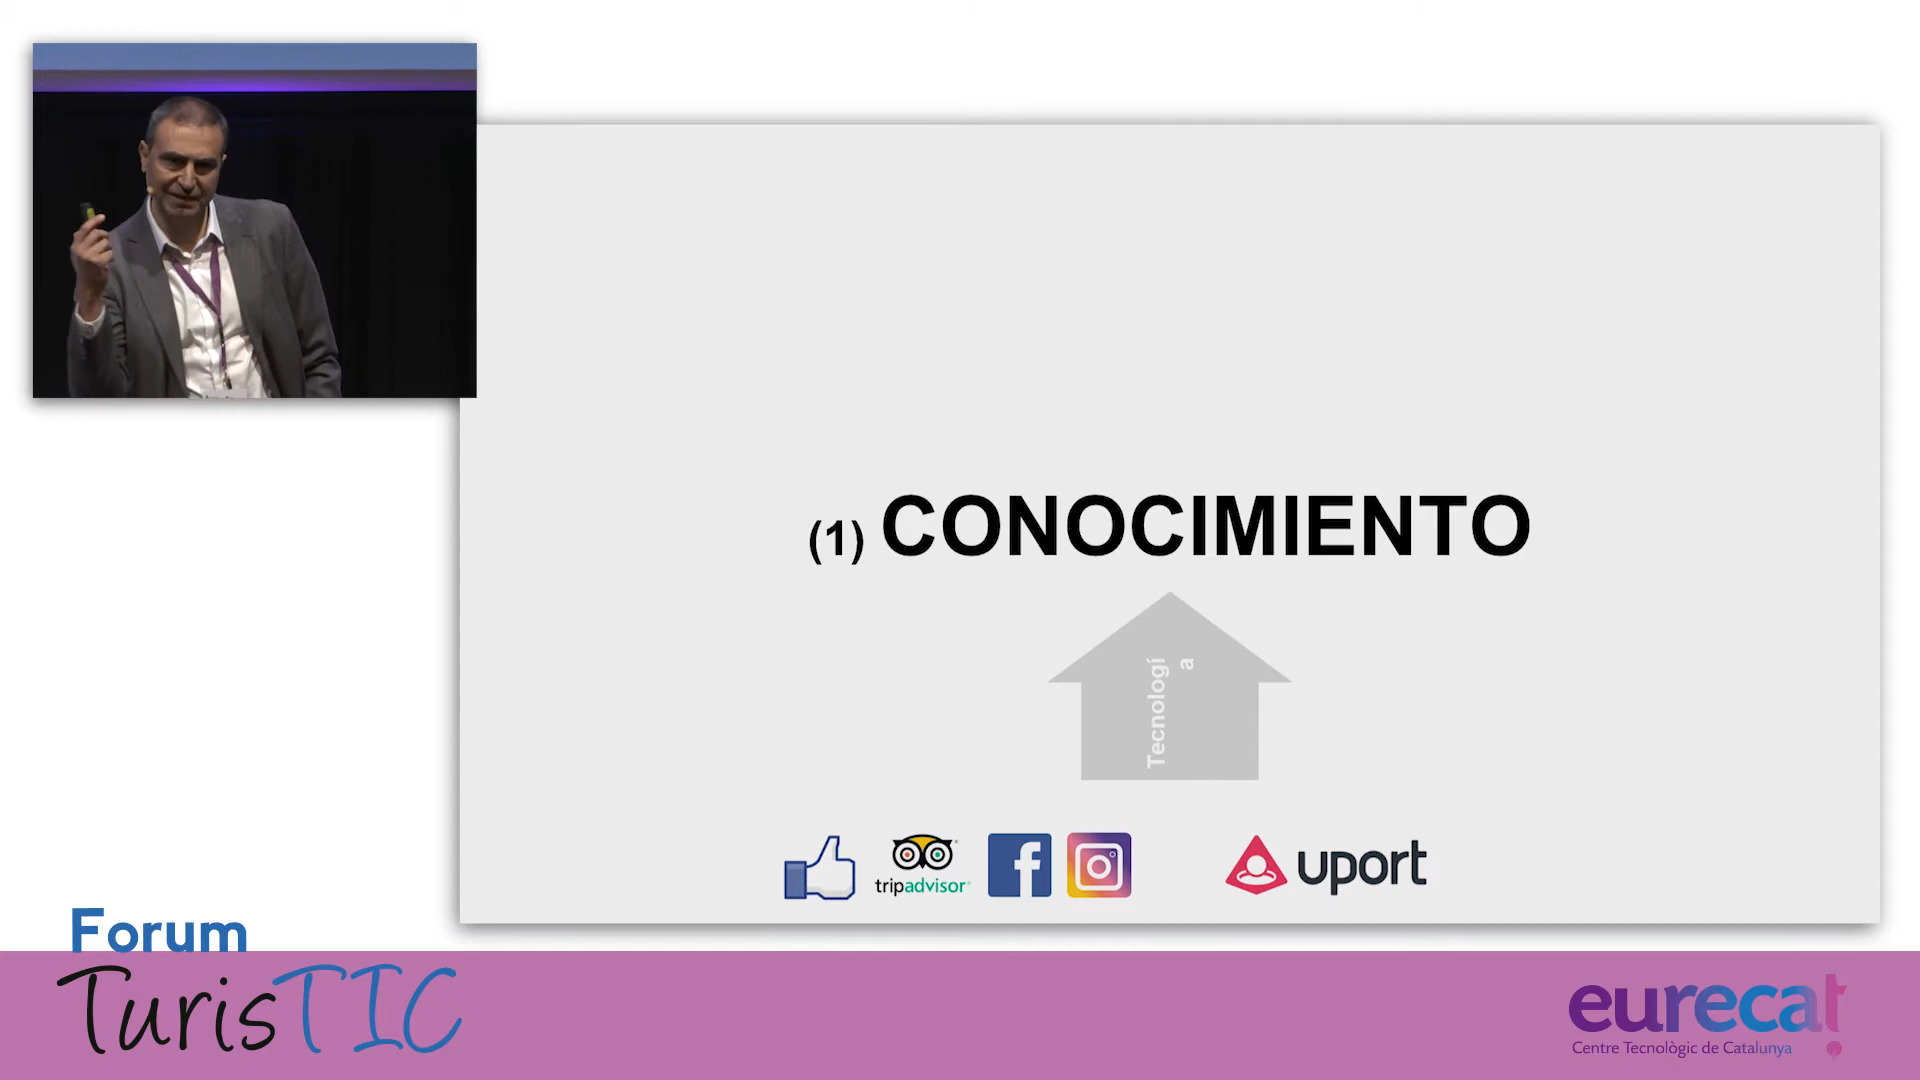 (1) CONOCIMIENTO
Tecnologí
a
tripadvisor
f
uport
Forum
TurisTIC
eurecat
Centre Tecnològic de Catalunya